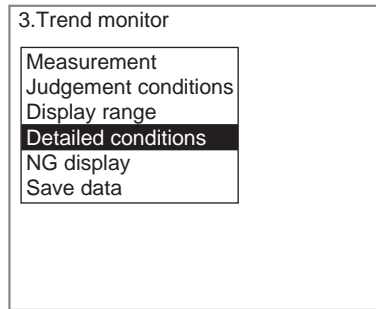 3.Trend monitor
Measurement
Judgement conditions
Display range
Detailed conditions
NG display
Save data